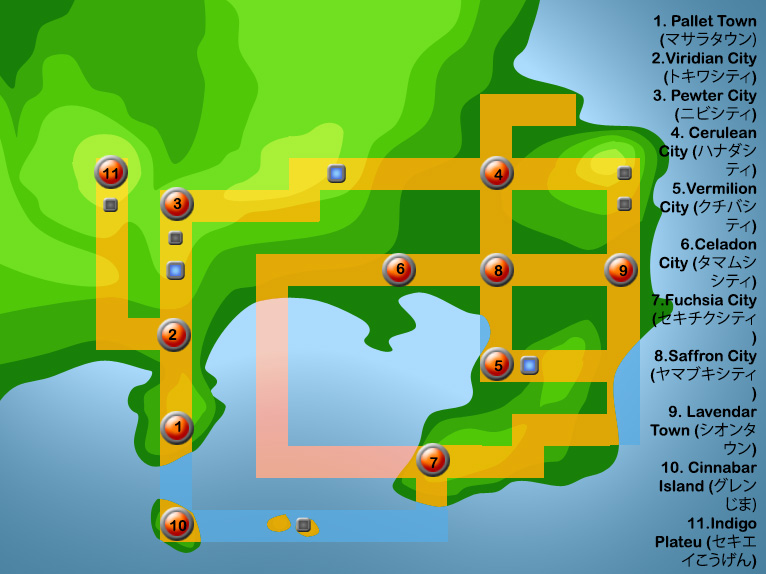 1. Pallet Town
(マサラタウン)
2.Viridian City
(トキワシティ)
3. Pewter City
(ニビシティ)
4. Cerulean
City (ハナダシ
ティ)
5.Vermilion
City (クチバシ
ティ)
6.Celadon
City (タマムシ
シティ)
7.Fuchsia City
(セキチクシティ
)
8.Saffron City
(ヤマブキシティ
)
9. Lavendar
Town (シオンタ
ウン)
10. Cinnabar
Island (グレン
じま)
11.Indigo
Plateu (セキエ
イこうげん)
11
4
3
6
8
9
2
5
1
7
10